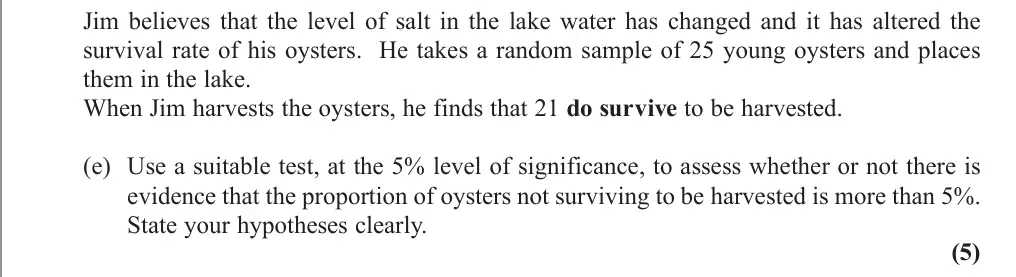 Jim believes that the level of salt in the lake water has changed and it has altered the
survival rate of his oysters. He takes a random sample of 25 young oysters and places
them in the lake.
When Jim harvests the oysters, he finds that 21 do survive to be harvested.
(e) Use a suitable test, at the 5% level of significance, to assess whether or not there is
evidence that the proportion of oysters not surviving to be harvested is more than 5%.
State your hypotheses clearly.
(5)